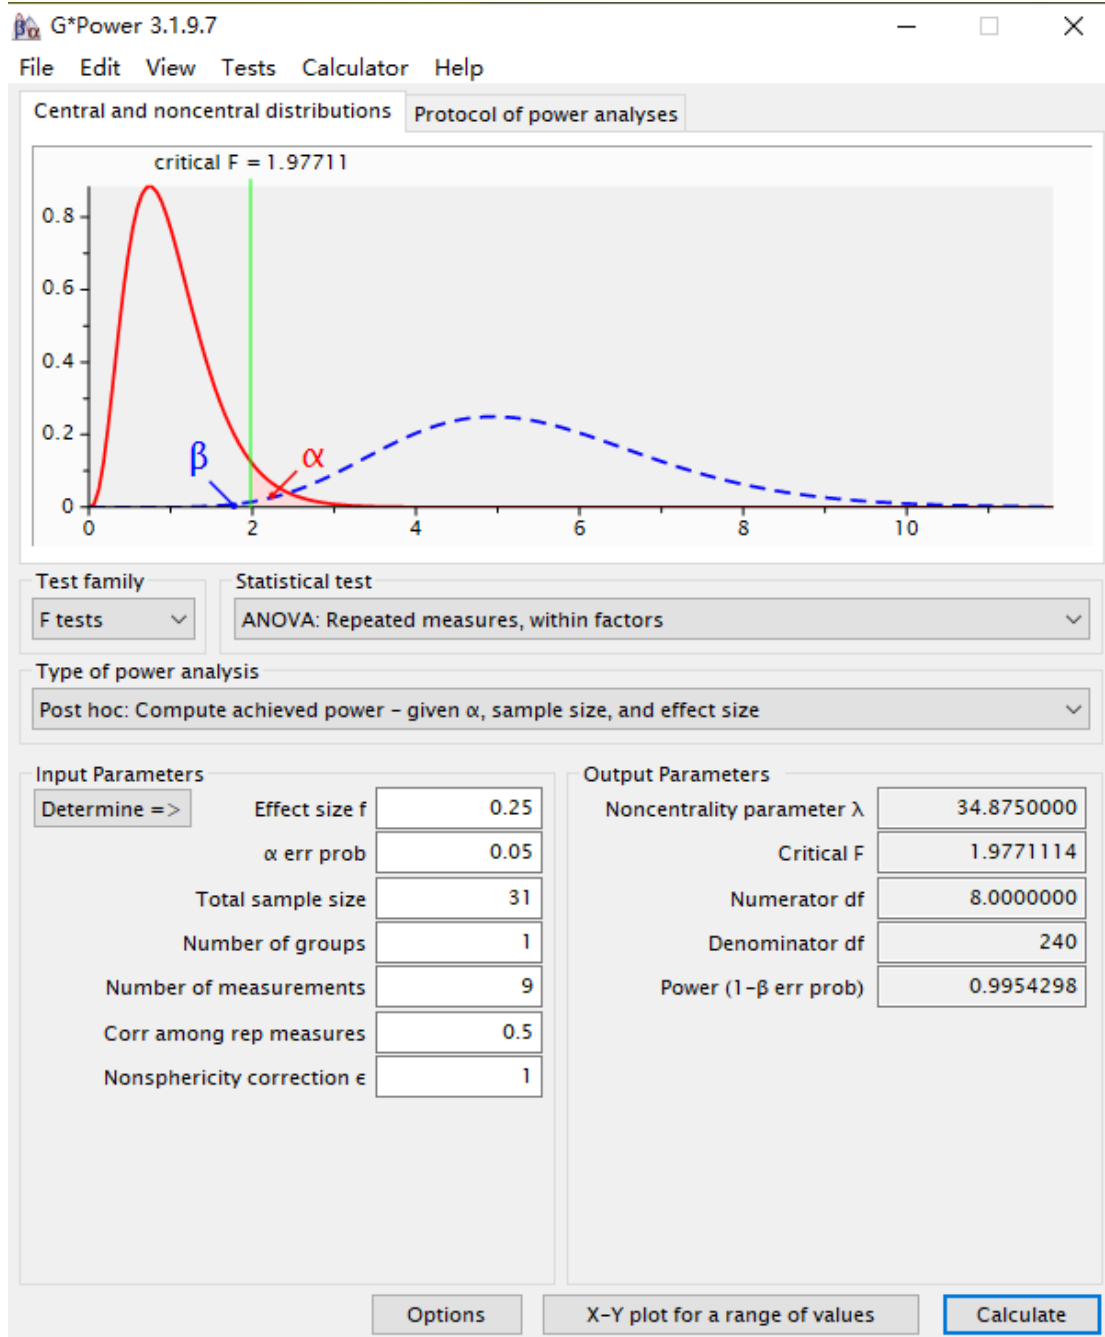 G*Power 3.1.9.7
File Edit View Tests Calculator Help
Central and noncentral distributions Protocol of power analyses
critical F = 1.97711
0.8
0.6
0.4
0.2
0
β α
0 2 4 6 8 10
Test family Statistical test
F tests ANOVA: Repeated measures, within factors
Type of power analysis
Post hoc: Compute achieved power – given α, sample size, and effect size
Input Parameters Output Parameters
Determine => Effect size f 0.25 Noncentrality parameter λ 34.8750000
α err prob 0.05 Critical F 1.9771114
Total sample size 31 Numerator df 8.0000000
Number of groups 1 Denominator df 240
Number of measurements 9 Power (1-β err prob) 0.9954298
Corr among rep measures 0.5
Nonsphericity correction ϵ 1
Options X-Y plot for a range of values Calculate